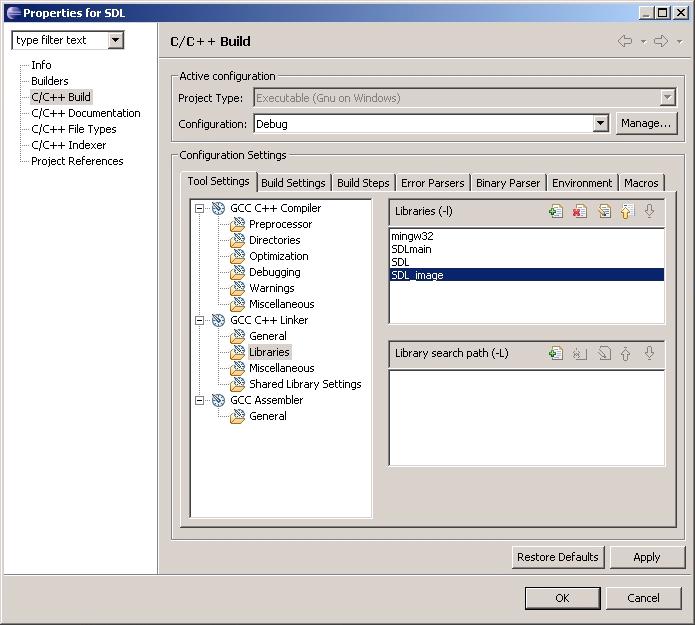 Properties for SDL
type filter text
Info
Builders
C/C++ Build
C/C++ Documentation
C/C++ File Types
C/C++ Indexer
Project References
C/C++ Build
Active configuration
Project Type: Executable (Gnu on Windows)
Configuration: Debug Manage...
Configuration Settings
Tool Settings Build Settings Build Steps Error Parsers Binary Parser Environment Macros
GCC C++ Compiler
Preprocessor
Directories
Optimization
Debugging
Warnings
Miscellaneous
GCC C++ Linker
General
Libraries
Miscellaneous
Shared Library Settings
GCC Assembler
General
Libraries (-l)
mingw32
SDLmain
SDL
SDL_image
Library search path (-L)
Restore Defaults Apply
OK Cancel